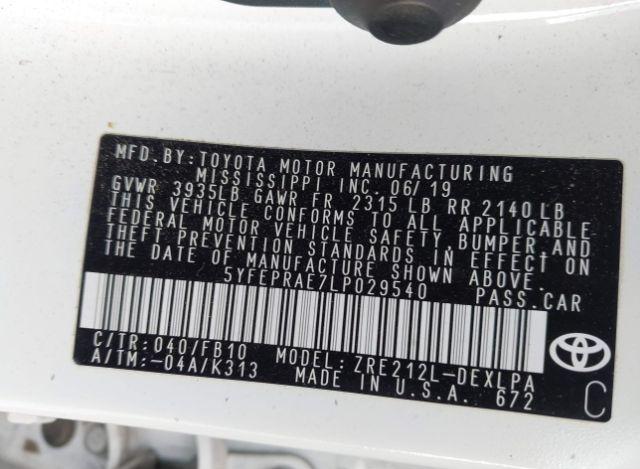 MFD. BY: TOYOTA MOTOR MANUFACTURING
MISSISSIPPI INC. 06/19
GVWR 3935LB GAWR FR 2315 LB RR 2140 LB
THIS VEHICLE CONFORMS TO ALL APPLICABLE
FEDERAL MOTOR VEHICLE SAFETY, BUMPER AND
THEFT PREVENTION STANDARDS IN EFFECT ON
THE DATE OF MANUFACTURE SHOWN ABOVE.
5YFEPRAE7LP029540 PASS. CAR
C/TR: 040/FB10 MODEL: ZRE212L-DEXLPA
A/TM: -04A/K313 MADE IN U.S.A. 672
C